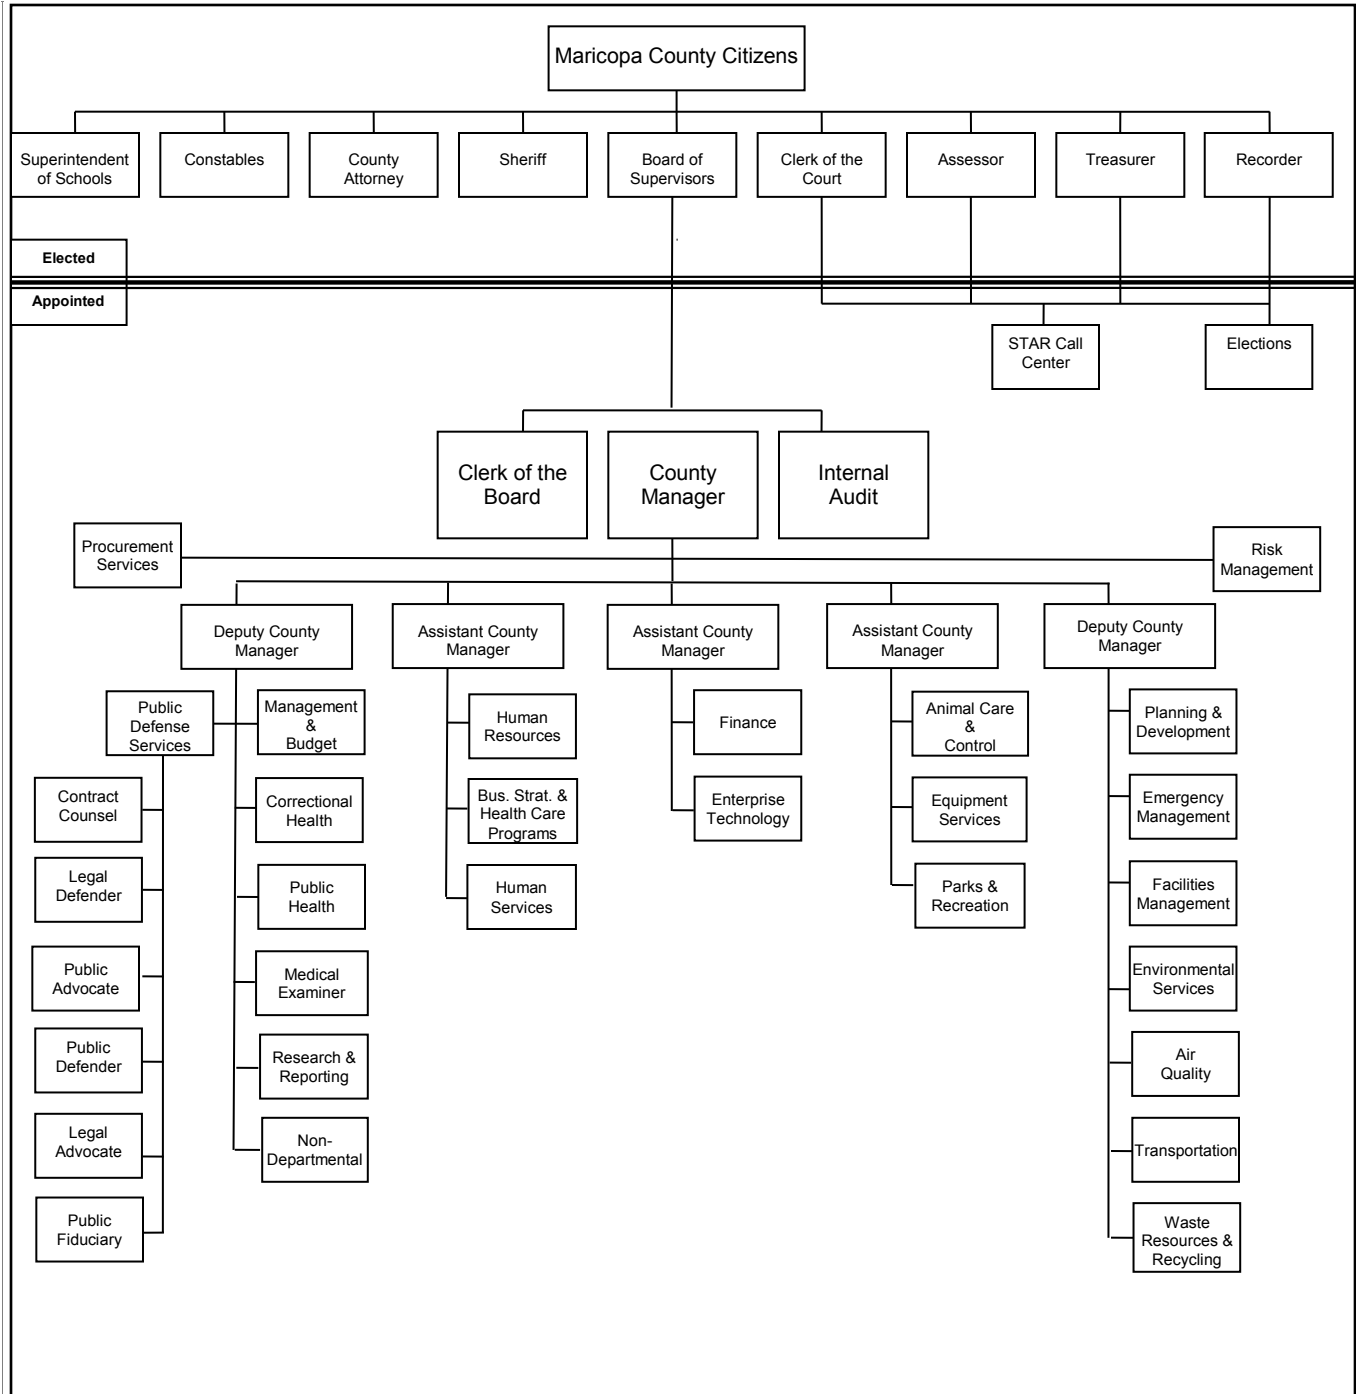 Maricopa County Citizens
Superintendent
of Schools
Constables
County
Attorney
Sheriff
Board of
Supervisors
Clerk of the
Court
Assessor
Treasurer
Recorder
Elected
Appointed
STAR Call
Center
Elections
Clerk of the
Board
County
Manager
Internal
Audit
Procurement
Services
Risk
Management
Deputy County
Manager
Assistant County
Manager
Assistant County
Manager
Assistant County
Manager
Deputy County
Manager
Public
Defense
Services
Management
&
Budget
Human
Resources
Finance
Animal Care
&
Control
Planning &
Development
Contract
Counsel
Correctional
Health
Bus. Strat. &
Health Care
Programs
Enterprise
Technology
Equipment
Services
Emergency
Management
Legal
Defender
Public
Health
Human
Services
Parks &
Recreation
Facilities
Management
Public
Advocate
Medical
Examiner
Environmental
Services
Public
Defender
Research &
Reporting
Air
Quality
Legal
Advocate
Non-
Departmental
Transportation
Public
Fiduciary
Waste
Resources &
Recycling